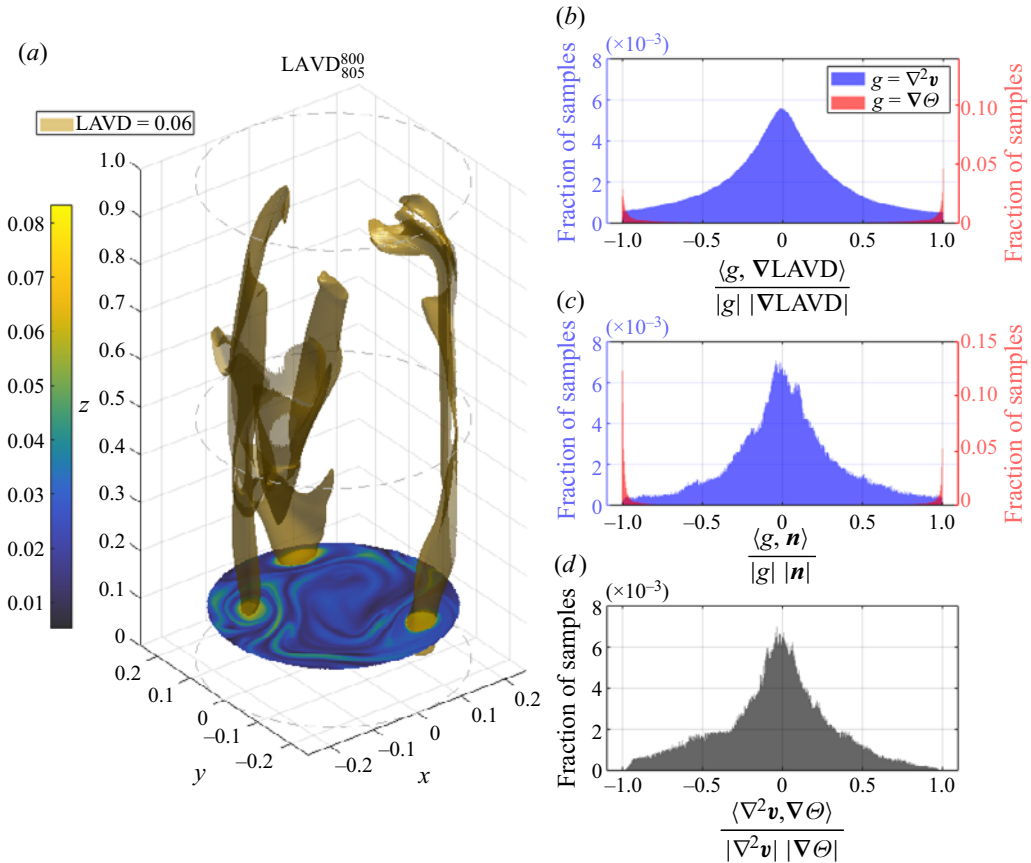 (a)
LAVD⁸⁰⁰₈₀₅
LAVD = 0.06
0.08
0.07
0.06
0.05
0.04
0.03
0.02
0.01
1.0
0.9
0.8
0.7
0.6
0.5
0.4
0.3
0.2
0.1
0
z
0.2
0.1
0
−0.1
−0.2
y
−0.2
−0.1
0
0.1
0.2
x
(b)
(×10⁻³)
8
6
4
2
0
Fraction of samples
g = ∇²v
g = ∇Θ
0.10
0.05
0
Fraction of samples
−1.0 −0.5 0 0.5 1.0
⟨g, ∇LAVD⟩
|g| |∇LAVD|
(c)
(×10⁻³)
8
6
4
2
0
Fraction of samples
0.15
0.10
0.05
0
Fraction of samples
−1.0 −0.5 0 0.5 1.0
⟨g, n⟩
|g| |n|
(d)
(×10⁻³)
8
6
4
2
0
Fraction of samples
−1.0 −0.5 0 0.5 1.0
⟨∇²v,∇Θ⟩
|∇²v| |∇Θ|